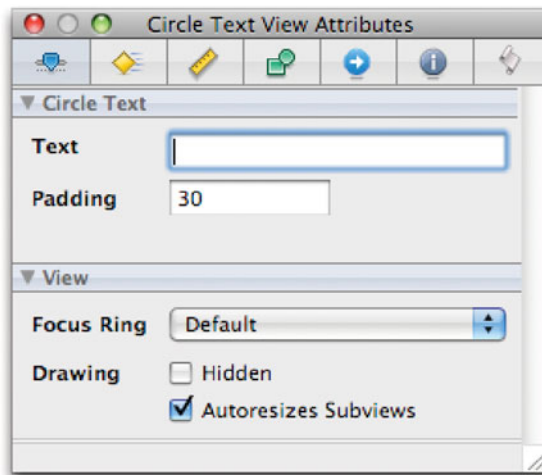 Circle Text View Attributes
Circle Text
Text
Padding 30
View
Focus Ring Default
Drawing Hidden
Autoresizes Subviews